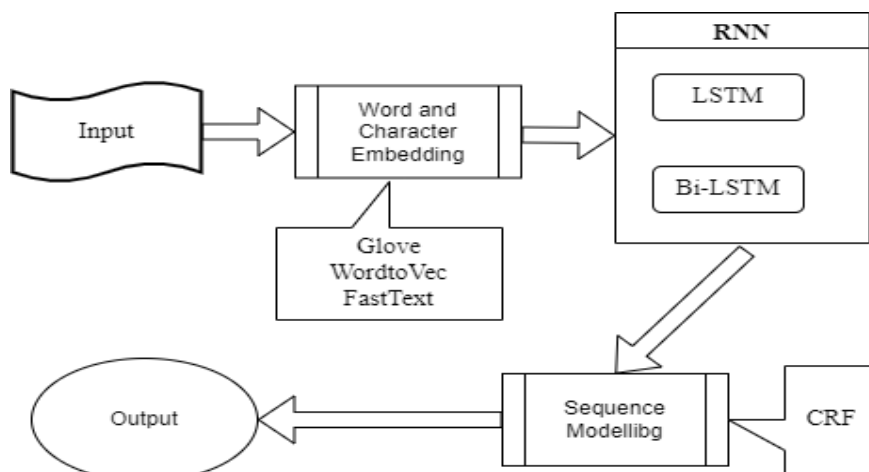 Input
Word and
Character
Embedding
Glove
WordtoVec
FastText
RNN
LSTM
Bi-LSTM
Sequence
Modellibg
CRF
Output